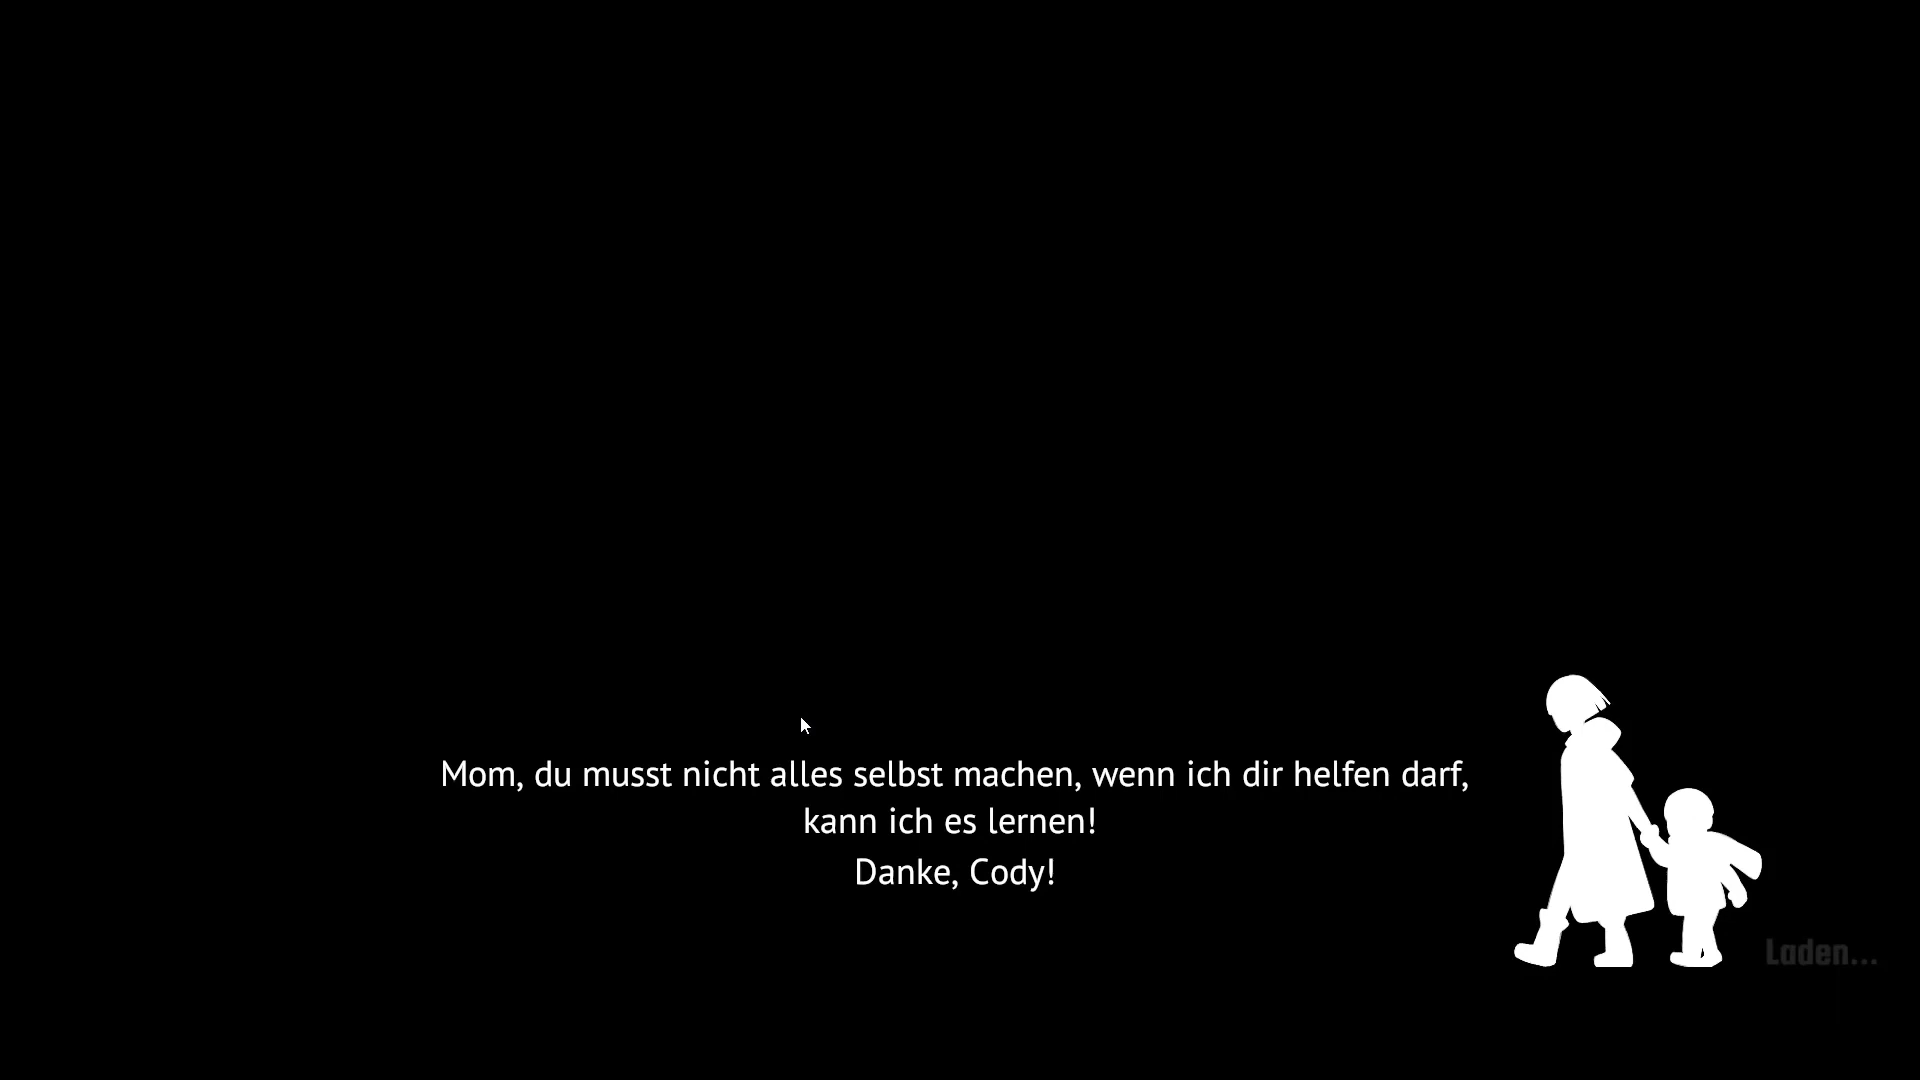 Mom, du musst nicht alles selbst machen, wenn ich dir helfen darf,
kann ich es lernen!
Danke, Cody!
Laden...